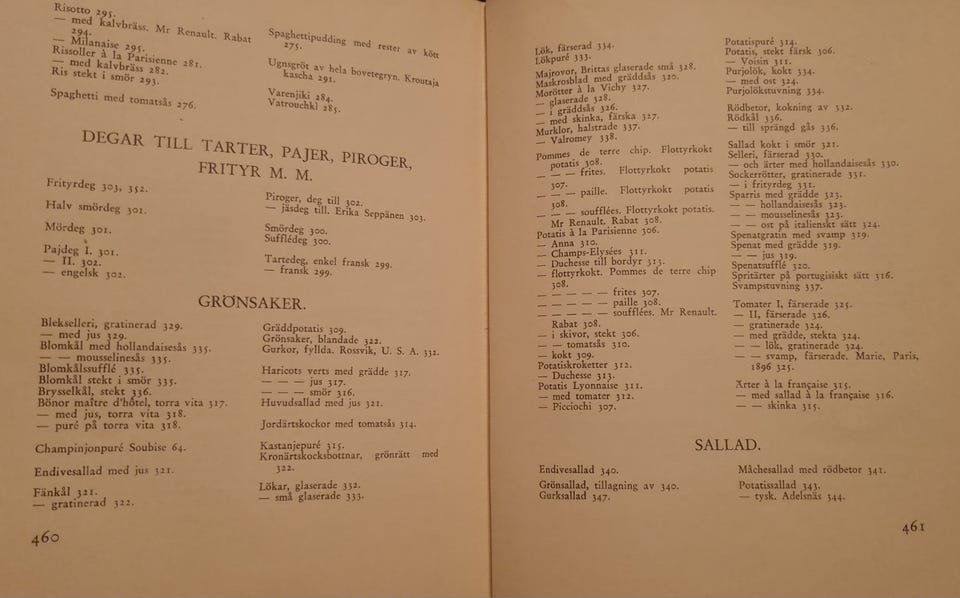 Risotto 295.
— med kalvbräss. Mr Renault. Rabat
294.
— Milanaise 295.
Rissoller à la Parisienne 281.
— med kalvbräss 282.
Ris stekt i smör 293.
Spaghetti med tomatsås 276.
Spaghettipudding med rester av kött
275.
Ugnsgröt av hela bovetegryn. Kroutaja
kascha 291.
Varenjiki 284.
Vatrouchki 285.
DEGAR TILL TARTER, PAJER, PIROGER,
FRITYR M. M.
Frityrdeg 303, 352.
Halv smördeg 301.
Mördeg 301.
Pajdeg I. 301.
— II. 302.
— engelsk 302.
Piroger, deg till 302.
— jäsdeg till. Erika Seppänen 303.
Smördeg 300.
Sufflédeg 300.
Tartedeg, enkel fransk 299.
— fransk 299.
GRÖNSAKER.
Blekselleri, gratinerad 329.
— med jus 329.
Blomkål med hollandaisesås 335.
— — mousselinesås 335.
Blomkålssufflé 335.
Blomkål stekt i smör 335.
Brysselkål, stekt 336.
Bönor maître d'hôtel, torra vita 317.
— med jus, torra vita 318.
— puré på torra vita 318.
Champinjonpuré Soubise 64.
Endivesallad med jus 321.
Fänkål 321.
— gratinerad 322.
Gräddpotatis 309.
Grönsaker, blandade 322.
Gurkor, fyllda. Rossvik, U. S. A. 332.
Haricots verts med grädde 317.
— — — jus 317.
— — — smör 316.
Huvudsallad med jus 321.
Jordärtskockor med tomatsås 314.
Kastanjepuré 315.
Kronärtskocksbottnar, grönrätt med
322.
Lökar, glaserade 332.
— små glaserade 333.
460
Lök, färserad 334.
Lökpuré 333.
Majrovor, Brittas glaserade små 328.
Maskrosblad med gräddsås 320.
Morötter à la Vichy 327.
— glaserade 328.
— i gräddsås 326.
— med skinka, färska 327.
Murklor, halstrade 337.
— Valromey 338.
Pommes de terre chip. Flottyrkokt
potatis 308.
— — — frites. Flottyrkokt potatis
307.
— — — paille. Flottyrkokt potatis
308.
— — — soufflées. Flottyrkokt potatis.
Mr Renault. Rabat 308.
Potatis à la Parisienne 306.
— Anna 310.
— Champs-Elysées 311.
— Duchesse till bordyr 313.
— flottyrkokt. Pommes de terre chip
308.
— — — — — frites 307.
— — — — — paille 308.
— — — — — soufflées. Mr Renault.
Rabat 308.
— i skivor, stekt 306.
— — tomatsås 310.
— kokt 309.
Potatiskroketter 312.
— Duchesse 313.
Potatis Lyonnaise 311.
— med tomater 312.
— Picciochi 307.
Potatispuré 314.
Potatis, stekt färsk 306.
— Voisin 311.
Purjolök, kokt 334.
— med ost 324.
Purjolökstuvning 334.
Rödbetor, kokning av 332.
Rödkål 336.
— till sprängd gås 336.
Sallad kokt i smör 321.
Selleri, färserad 330.
— och ärter med hollandaisesås 330.
Sockerrötter, gratinerade 331.
— i frityrdeg 331.
Sparris med grädde 323.
— — hollandaisesås 323.
— — mousselinesås 323.
— — ost på italienskt sätt 324.
Spenatgratin med svamp 319.
Spenat med grädde 319.
— — jus 319.
Spenatsufflé 320.
Spritärter på portugisiskt sätt 316.
Svampstuvning 337.
Tomater I, färserade 325.
— II, färserade 326.
— gratinerade 324.
— med grädde, stekta 324.
— — lök, gratinerade 324.
— — svamp, färserade. Marie, Paris,
1896 325.
Ärter à la française 315.
— med sallad à la française 316.
— — skinka 315.
SALLAD.
Endivesallad 340.
Grönsallad, tillagning av 340.
Gurksallad 347.
Mâchesallad med rödbetor 341.
Potatissallad 343.
— tysk. Adelsnäs 344.
461